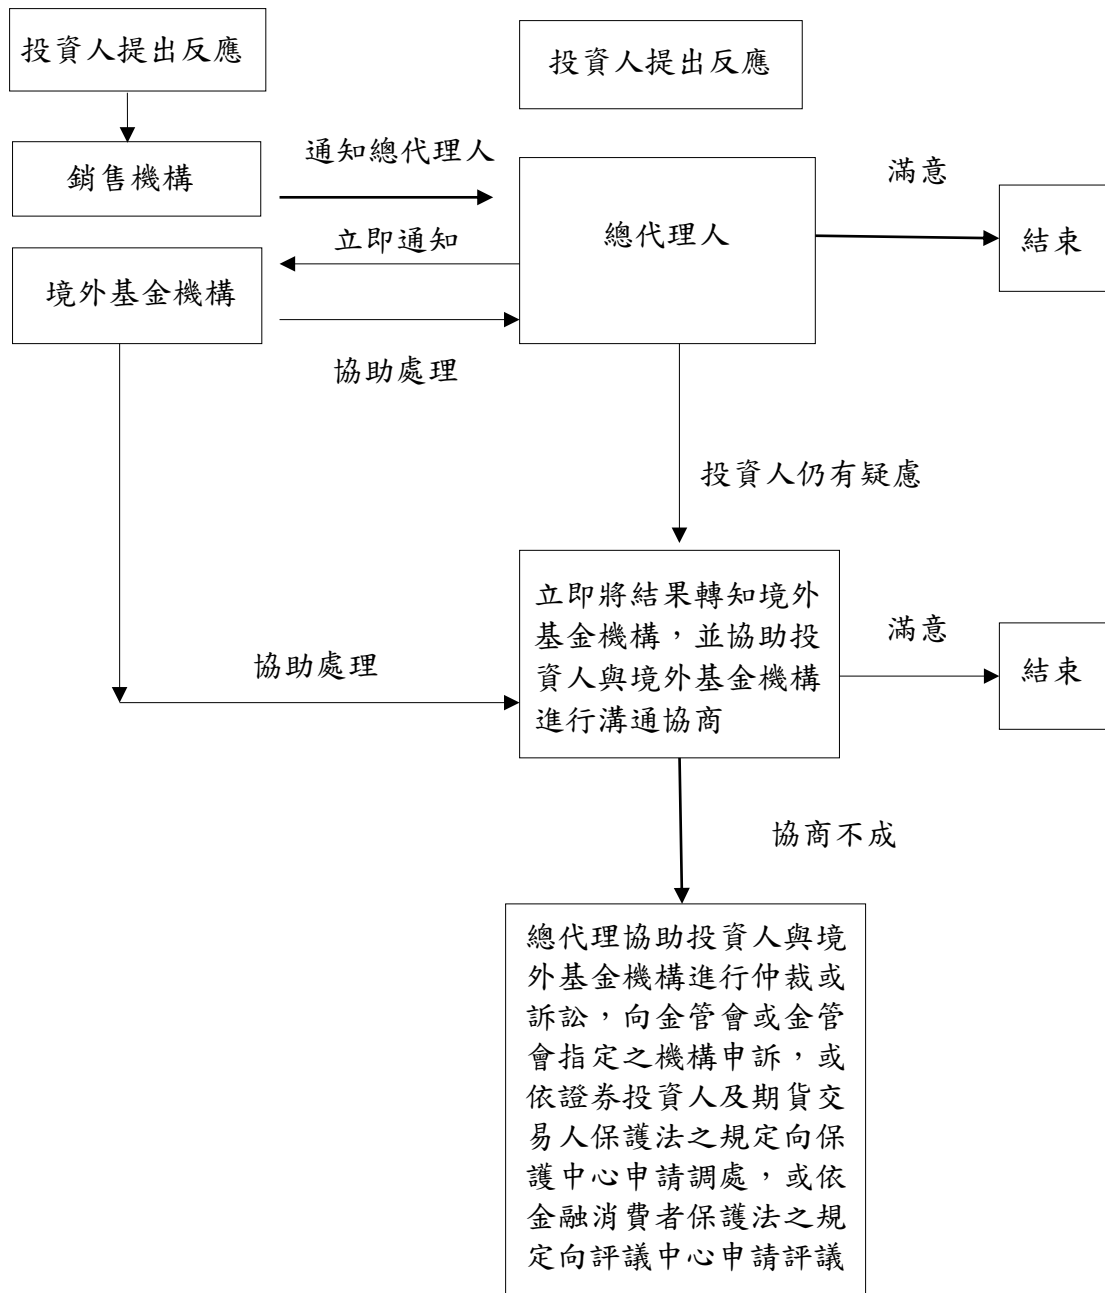 投資人提出反應
投資人提出反應
銷售機構
通知總代理人
滿意
總代理人
立即通知
結束
境外基金機構
協助處理
投資人仍有疑慮
立即將結果轉知境外
基金機構，並協助投
資人與境外基金機構
進行溝通協商
滿意
結束
協助處理
協商不成
總代理協助投資人與境
外基金機構進行仲裁或
訴訟，向金管會或金管
會指定之機構申訴，或
依證券投資人及期貨交
易人保護法之規定向保
護中心申請調處，或依
金融消費者保護法之規
定向評議中心申請評議